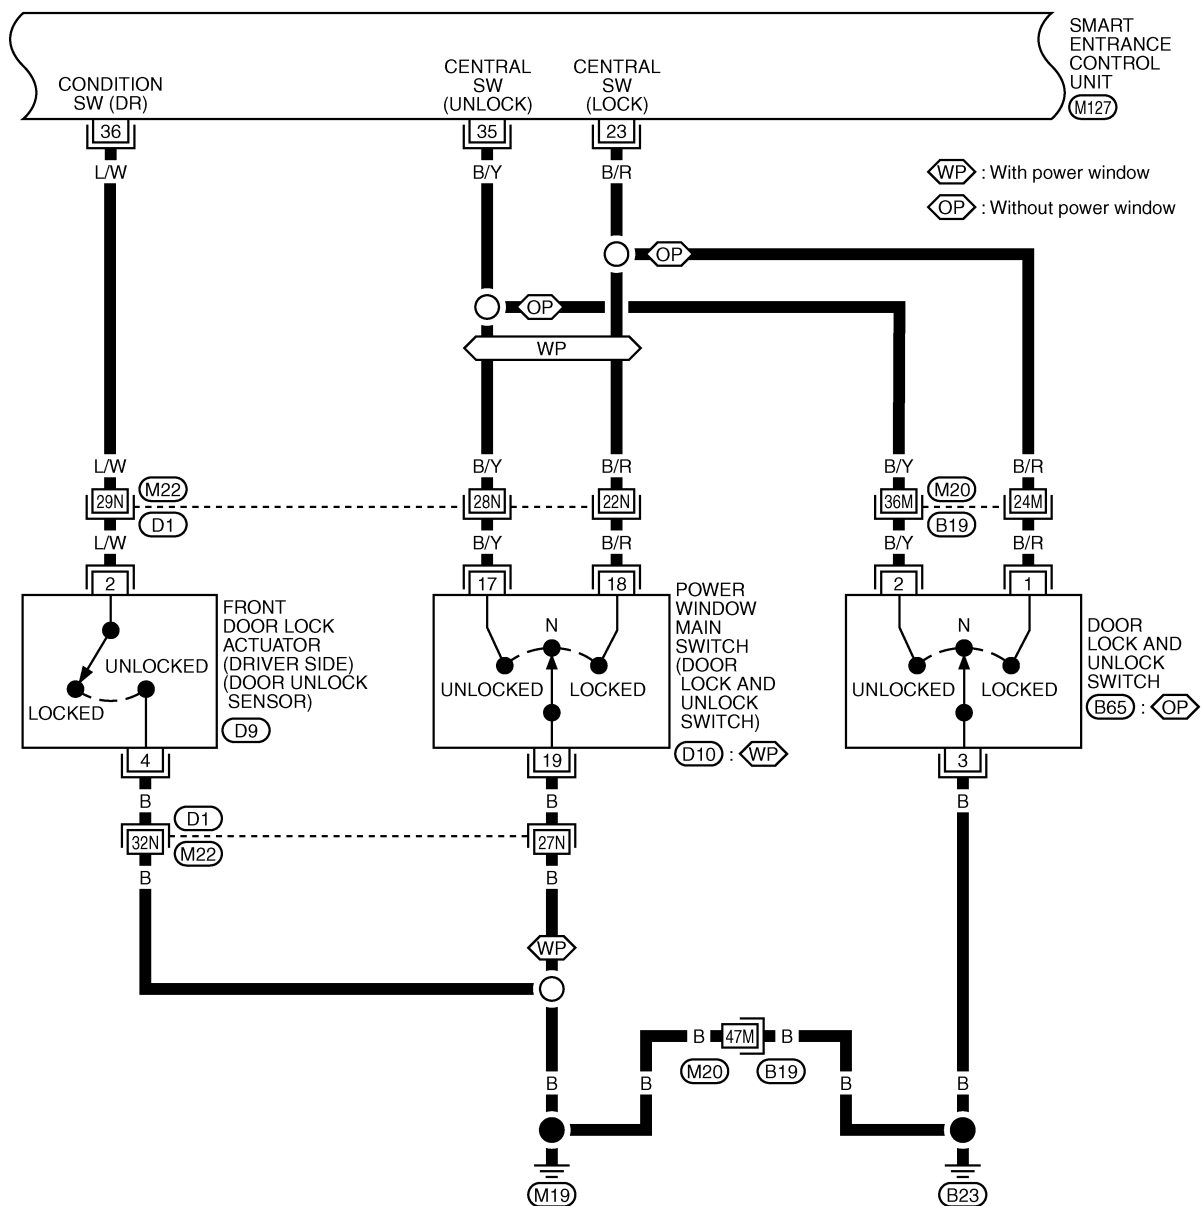 SMART
ENTRANCE
CONTROL
UNIT
M127
CONDITION
SW (DR)
CENTRAL
SW
(UNLOCK)
CENTRAL
SW
(LOCK)
36
35
23
L/W
B/Y
B/R
WP : With power window
OP : Without power window
OP
OP
WP
L/W
B/Y
B/R
B/Y
B/R
29N
M22
D1
28N
22N
36M
M20
B19
24M
L/W
B/Y
B/R
B/Y
B/R
2
17
18
2
1
FRONT
DOOR LOCK
ACTUATOR
(DRIVER SIDE)
(DOOR UNLOCK
SENSOR)
D9
UNLOCKED
LOCKED
N
UNLOCKED
LOCKED
POWER
WINDOW
MAIN
SWITCH
(DOOR
LOCK AND
UNLOCK
SWITCH)
D10 : WP
N
UNLOCKED
LOCKED
DOOR
LOCK AND
UNLOCK
SWITCH
B65 : OP
4
19
3
B
B
B
32N
D1
M22
27N
B
B
WP
B
47M
B
M20
B19
B
B
B
B
M19
B23